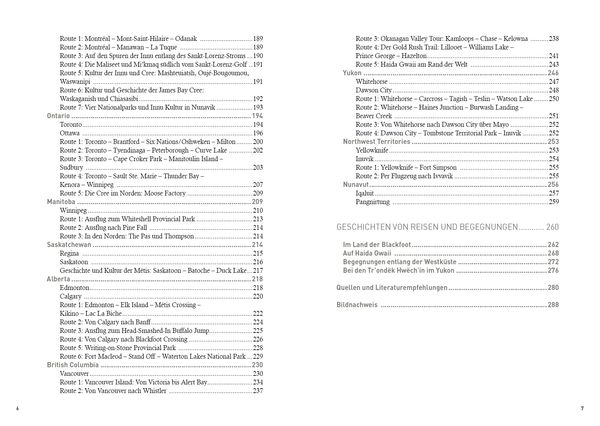 Route 1: Montréal – Mont-Saint-Hilaire – Odanak ........ 189
Route 2: Montréal – Manawan – La Tuque ........ 189
Route 3: Auf den Spuren der Innu entlang des Sankt-Lorenz-Stroms .. 190
Route 4: Die Maliseet und Mi'kmaq südlich vom Sankt-Lorenz-Golf .. 191
Route 5: Kultur der Innu und Cree: Mashteuiatsh, Oujé-Bougoumou,
Waswanipi ........ 191
Route 6: Kultur und Geschichte der James Bay Cree:
Waskaganish und Chiasasibi ........ 192
Route 7: Vier Nationalparks und Innu Kultur in Nunavik ........ 193
Ontario ........ 194
Toronto ........ 194
Ottawa ........ 196
Route 1: Toronto – Brantford – Six Nations/Ohsweken – Milton ........ 200
Route 2: Toronto – Tyendinaga – Peterborough – Curve Lake ........ 202
Route 3: Toronto – Cape Croker Park – Manitoulin Island –
Sudbury ........ 203
Route 4: Toronto – Sault Ste. Marie – Thunder Bay –
Kenora – Winnipeg ........ 207
Route 5: Die Cree im Norden: Moose Factory ........ 209
Manitoba ........ 209
Winnipeg ........ 210
Route 1: Ausflug zum Whiteshell Provincial Park ........ 213
Route 2: Ausflug nach Pine Fall ........ 214
Route 3: In den Norden: The Pas und Thompson ........ 214
Saskatchewan ........ 214
Regina ........ 215
Saskatoon ........ 216
Geschichte und Kultur der Métis: Saskatoon – Batoche – Duck Lake ... 217
Alberta ........ 218
Edmonton ........ 218
Calgary ........ 220
Route 1: Edmonton – Elk Island – Métis Crossing –
Kikino – Lac La Biche ........ 222
Route 2: Von Calgary nach Banff ........ 224
Route 3: Ausflug zum Head-Smashed-In Buffalo Jump ........ 225
Route 4: Von Calgary nach Blackfoot Crossing ........ 226
Route 5: Writing-on-Stone Provincial Park ........ 228
Route 6: Fort Macleod – Stand Off – Waterton Lakes National Park ... 229
British Columbia ........ 230
Vancouver ........ 230
Route 1: Vancouver Island: Von Victoria bis Alert Bay ........ 234
Route 2: Von Vancouver nach Whistler ........ 237
6
Route 3: Okanagan Valley Tour: Kamloops – Chase – Kelowna ........ 238
Route 4: Der Gold Rush Trail: Lillooet – Williams Lake –
Prince George – Hazelton ........ 241
Route 5: Haida Gwaii am Rand der Welt ........ 243
Yukon ........ 246
Whitehorse ........ 247
Dawson City ........ 248
Route 1: Whitehorse – Carcross – Tagish – Teslin – Watson Lake ........ 250
Route 2: Whitehorse – Haines Junction – Burwash Landing –
Beaver Creek ........ 251
Route 3: Von Whitehorse nach Dawson City über Mayo ........ 252
Route 4: Dawson City – Tombstone Territorial Park – Inuvik ........ 252
Northwest Territories ........ 253
Yellowknife ........ 253
Inuvik ........ 254
Route 1: Yellowknife – Fort Simpson ........ 255
Route 2: Per Flugzeug nach Ivvavik ........ 255
Nunavut ........ 256
Iqaluit ........ 257
Pangnirtung ........ 259
GESCHICHTEN VON REISEN UND BEGEGNUNGEN ........ 260
Im Land der Blackfoot ........ 262
Auf Haida Gwaii ........ 268
Begegnungen entlang der Westküste ........ 272
Bei den Tr'ondëk Hwëch'in im Yukon ........ 276
Quellen und Literaturempfehlungen ........ 280
Bildnachweis ........ 288
7